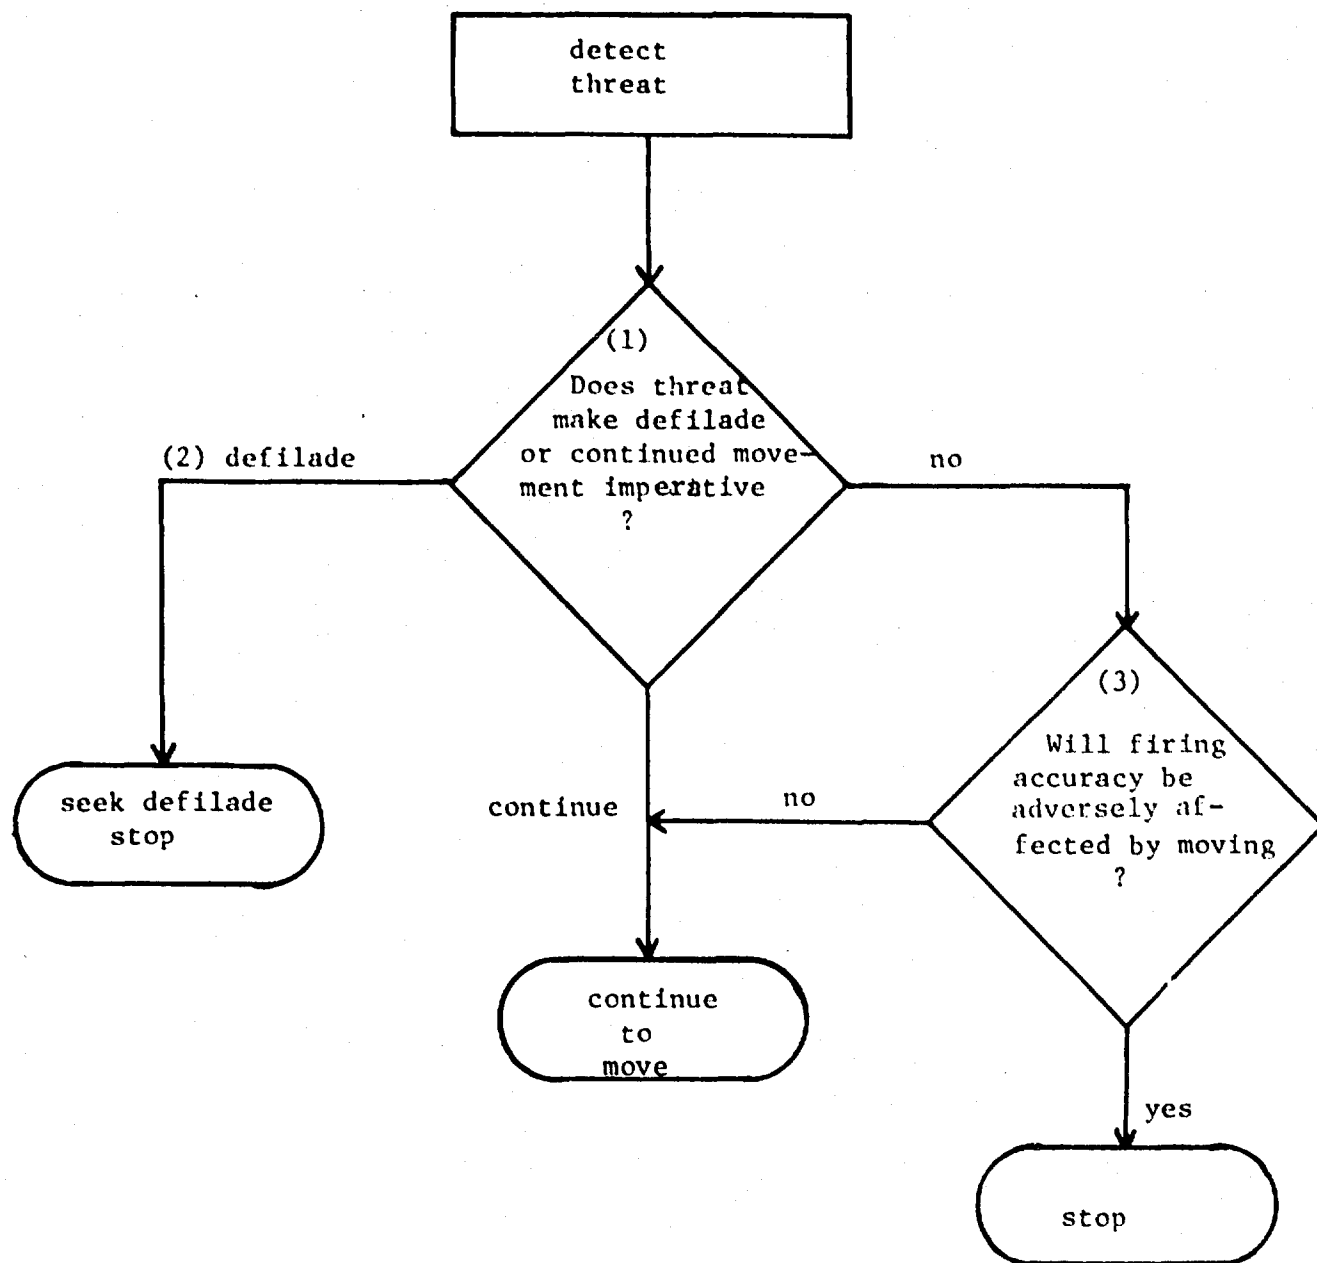 detect
threat
(1)
Does threat
make defilade
or continued move-
ment imperative
?
(2) defilade
no
(3)
Will firing
accuracy be
adversely af-
fected by moving
?
seek defilade
stop
continue
no
continue
to
move
yes
stop